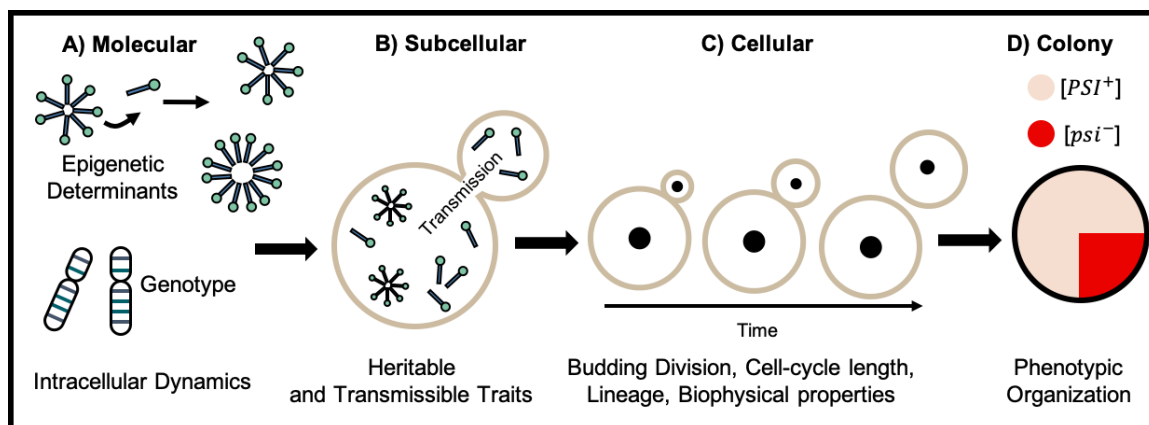 A) Molecular
Epigenetic
Determinants
Genotype
Intracellular Dynamics
B) Subcellular
Transmission
Heritable
and Transmissible Traits
C) Cellular
Time
Budding Division, Cell-cycle length,
Lineage, Biophysical properties
D) Colony
[PSI⁺]
[psi⁻]
Phenotypic
Organization